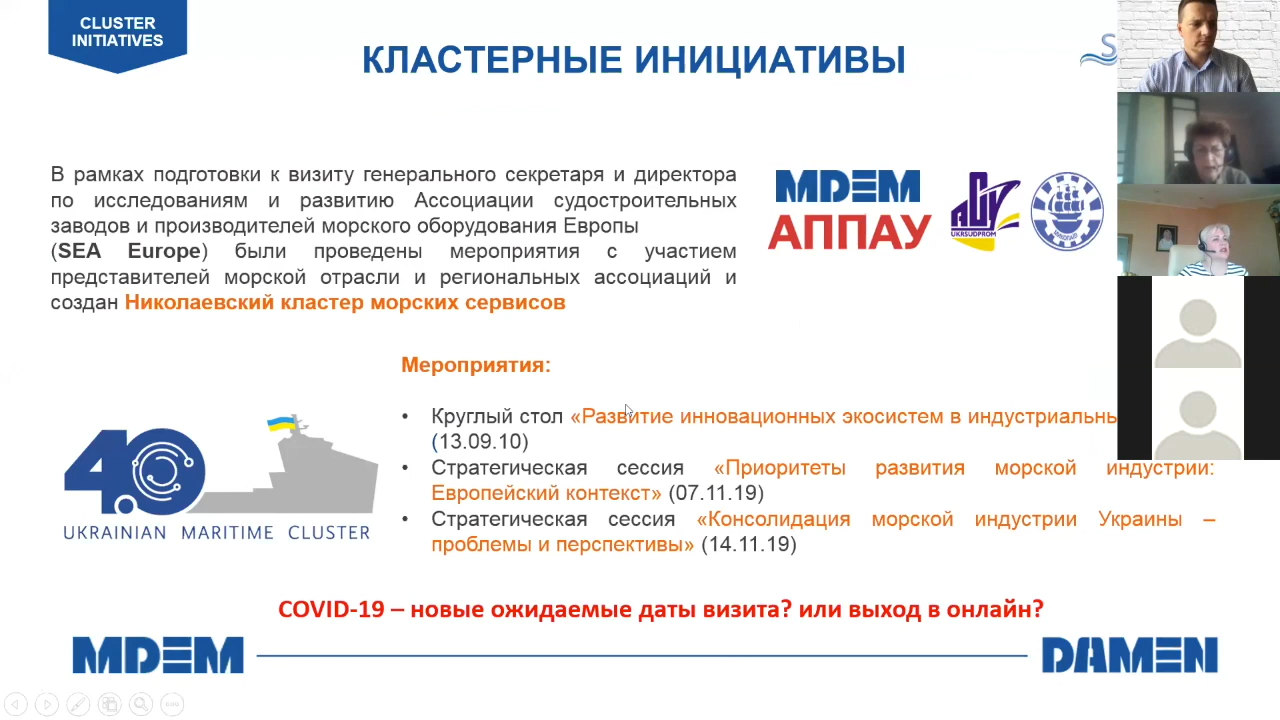 CLUSTER
INITIATIVES
КЛАСТЕРНЫЕ ИНИЦИАТИВЫ
S
В рамках подготовки к визиту генерального секретаря и директора
по исследованиям и развитию Ассоциации судостроительных
заводов и производителей морского оборудования Европы
(SEA Europe) были проведены мероприятия с участием
представителей морской отрасли и региональных ассоциаций и
создан Николаевский кластер морских сервисов
MDEM
АППАУ
UKRSUDPROM
Мероприятия:
• Круглый стол «Развитие инновационных экосистем в индустриальны
(13.09.10)
• Стратегическая сессия «Приоритеты развития морской индустрии:
Европейский контекст» (07.11.19)
• Стратегическая сессия «Консолидация морской индустрии Украины –
проблемы и перспективы» (14.11.19)
4.0
UKRAINIAN MARITIME CLUSTER
COVID-19 – новые ожидаемые даты визита? или выход в онлайн?
MDEM
DAMEN